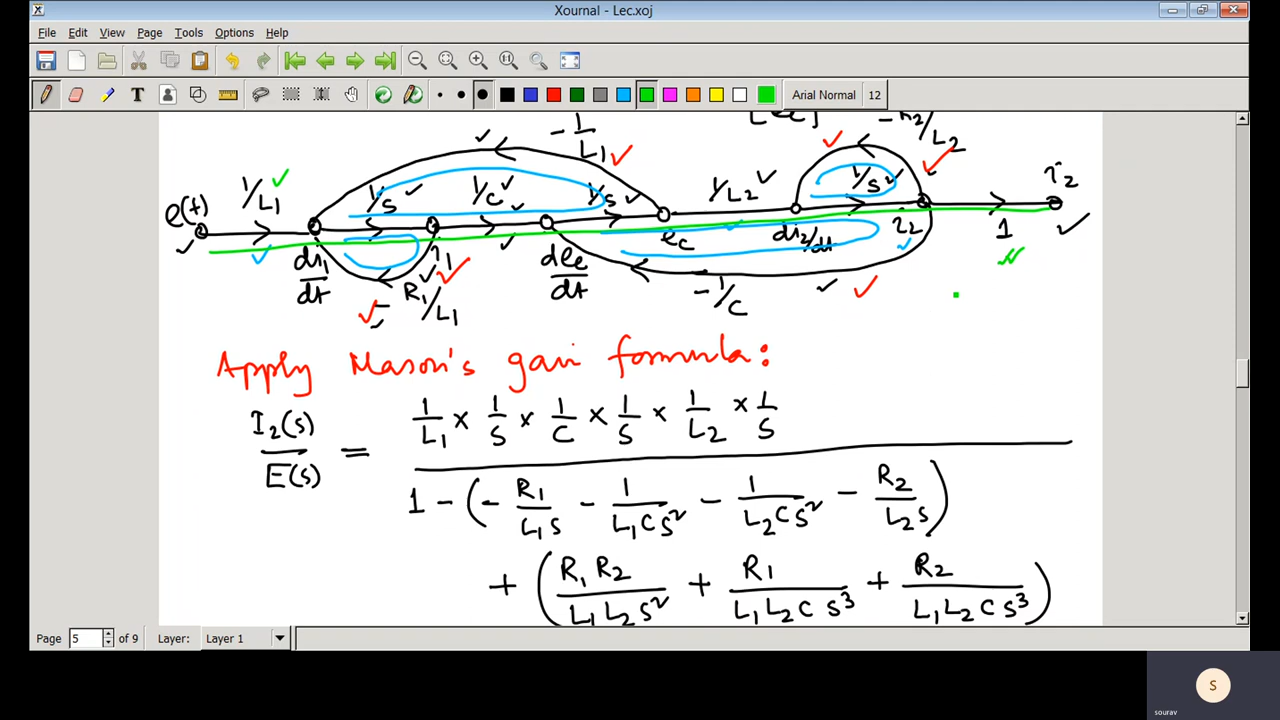 Xournal - Lec.xoj
File Edit View Page Tools Options Help
Arial Normal 12
-1/L1
-R2/L2
e(t) 1/L1 1/s 1/C 1/s 1/L2 1/s i2
di1/dt i1 dec/dt ec di2/dt i2 1
-R1/L1 -1/C
Apply Mason's gain formula:
I2(s)/E(s) = 1/L1 × 1/s × 1/C × 1/s × 1/L2 × 1/s
1 - (- R1/L1s - 1/L1Cs² - 1/L2Cs² - R2/L2s)
+ (R1R2/L1L2s² + R1/L1L2Cs³ + R2/L1L2Cs³)
Page 5 of 9 Layer: Layer 1
S
sourav